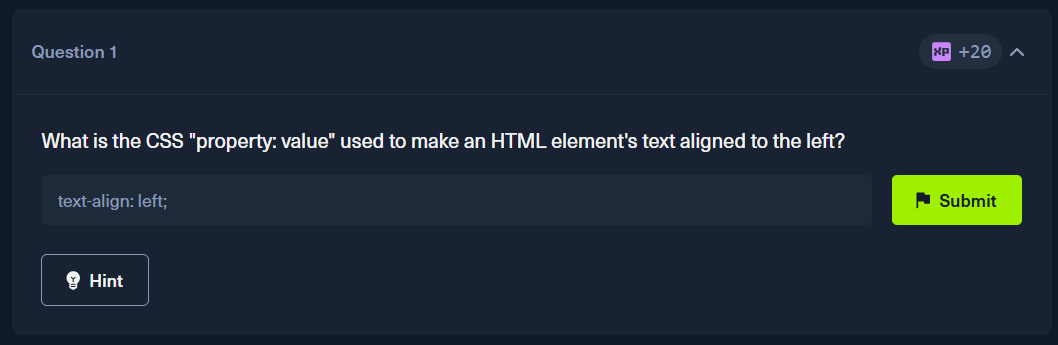 Question 1
XP +20
What is the CSS "property: value" used to make an HTML element's text aligned to the left?
text-align: left;
Submit
Hint